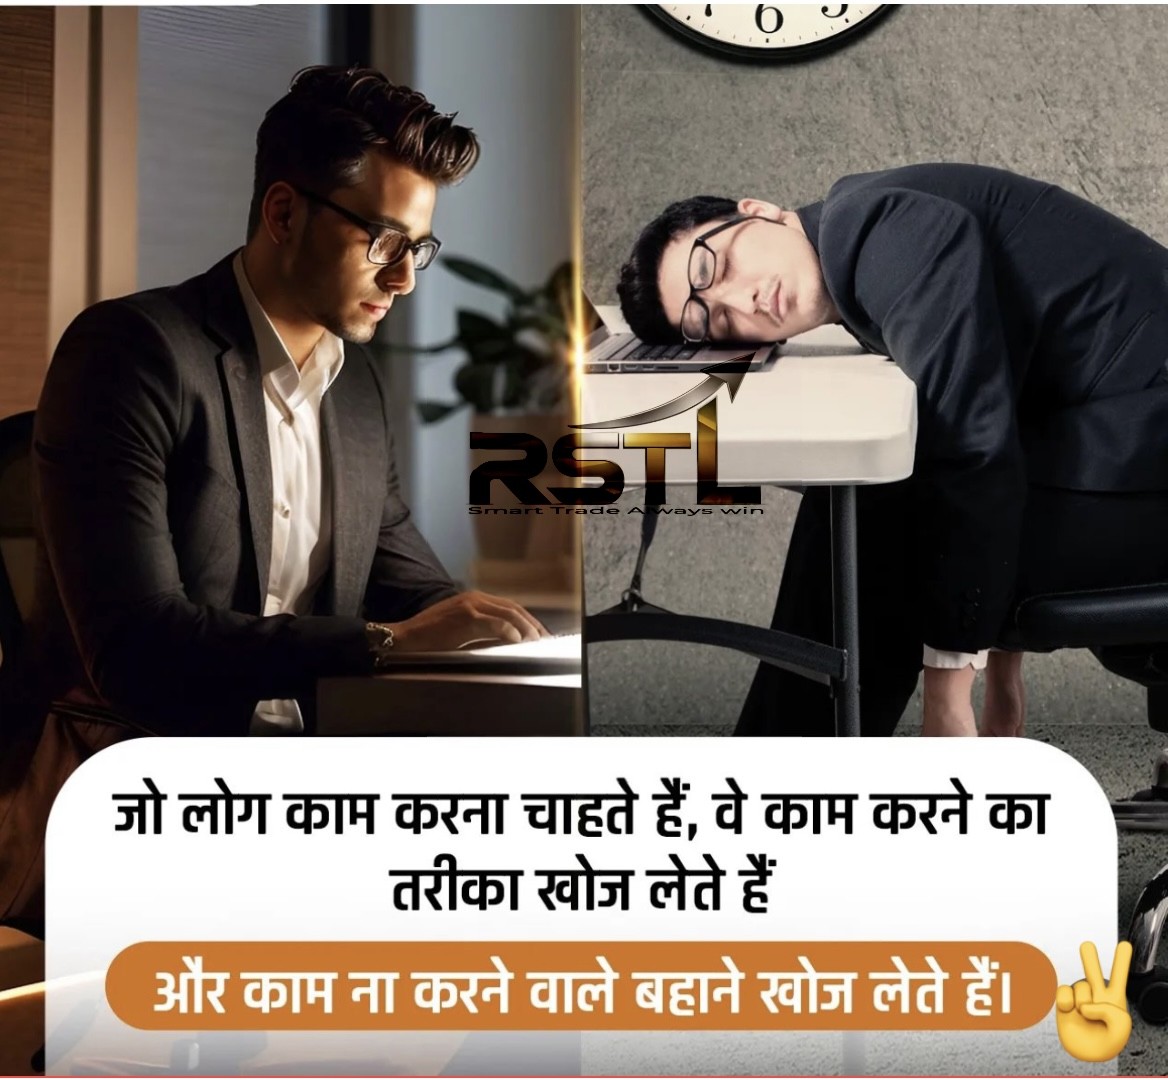 6
RSTL
Smart Trade Always win
जो लोग काम करना चाहते हैं, वे काम करने का
तरीका खोज लेते हैं
और काम ना करने वाले बहाने खोज लेते हैं।